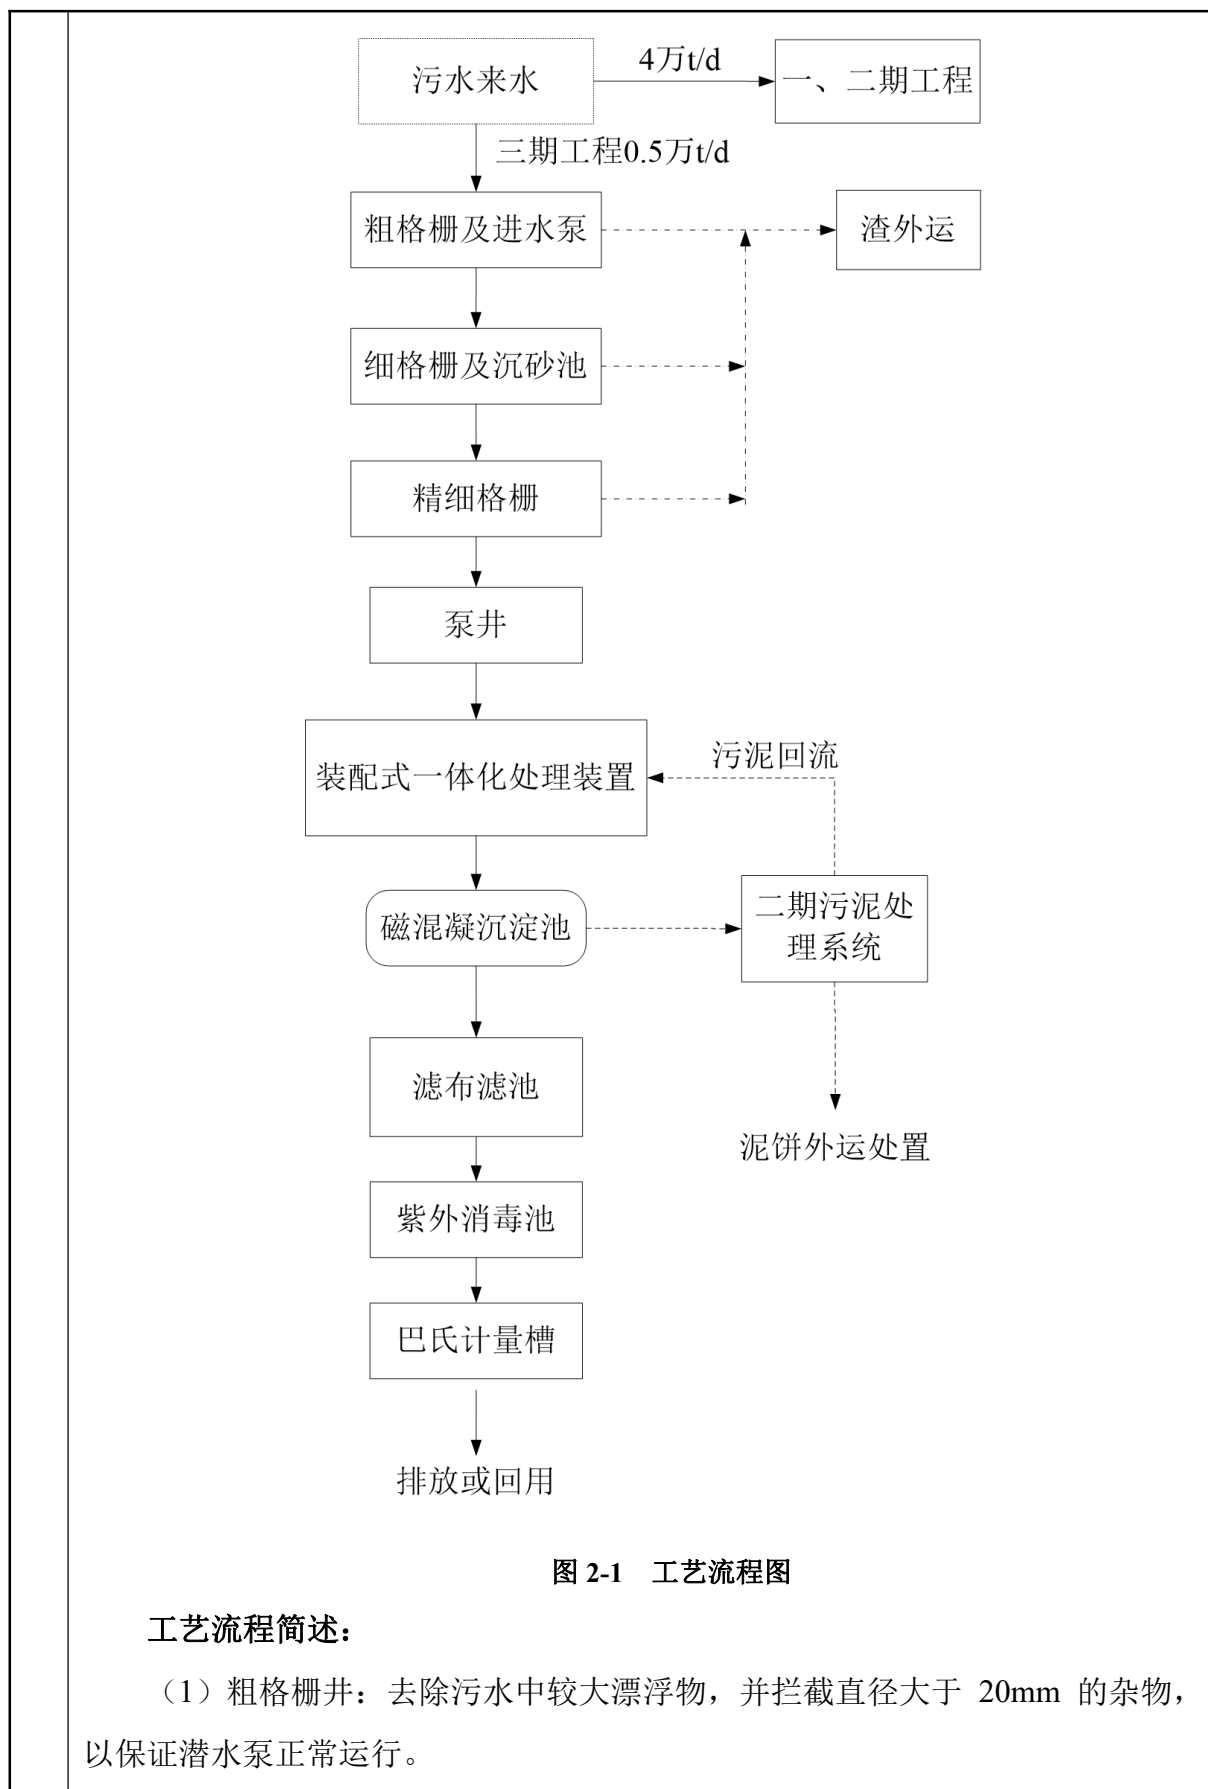 污水来水
4万t/d
一、二期工程
三期工程0.5万t/d
粗格栅及进水泵
渣外运
细格栅及沉砂池
精细格栅
泵井
装配式一体化处理装置
污泥回流
磁混凝沉淀池
二期污泥处
理系统
滤布滤池
泥饼外运处置
紫外消毒池
巴氏计量槽
排放或回用
图 2-1 工艺流程图
工艺流程简述：
（1）粗格栅井：去除污水中较大漂浮物，并拦截直径大于 20mm 的杂物，
以保证潜水泵正常运行。